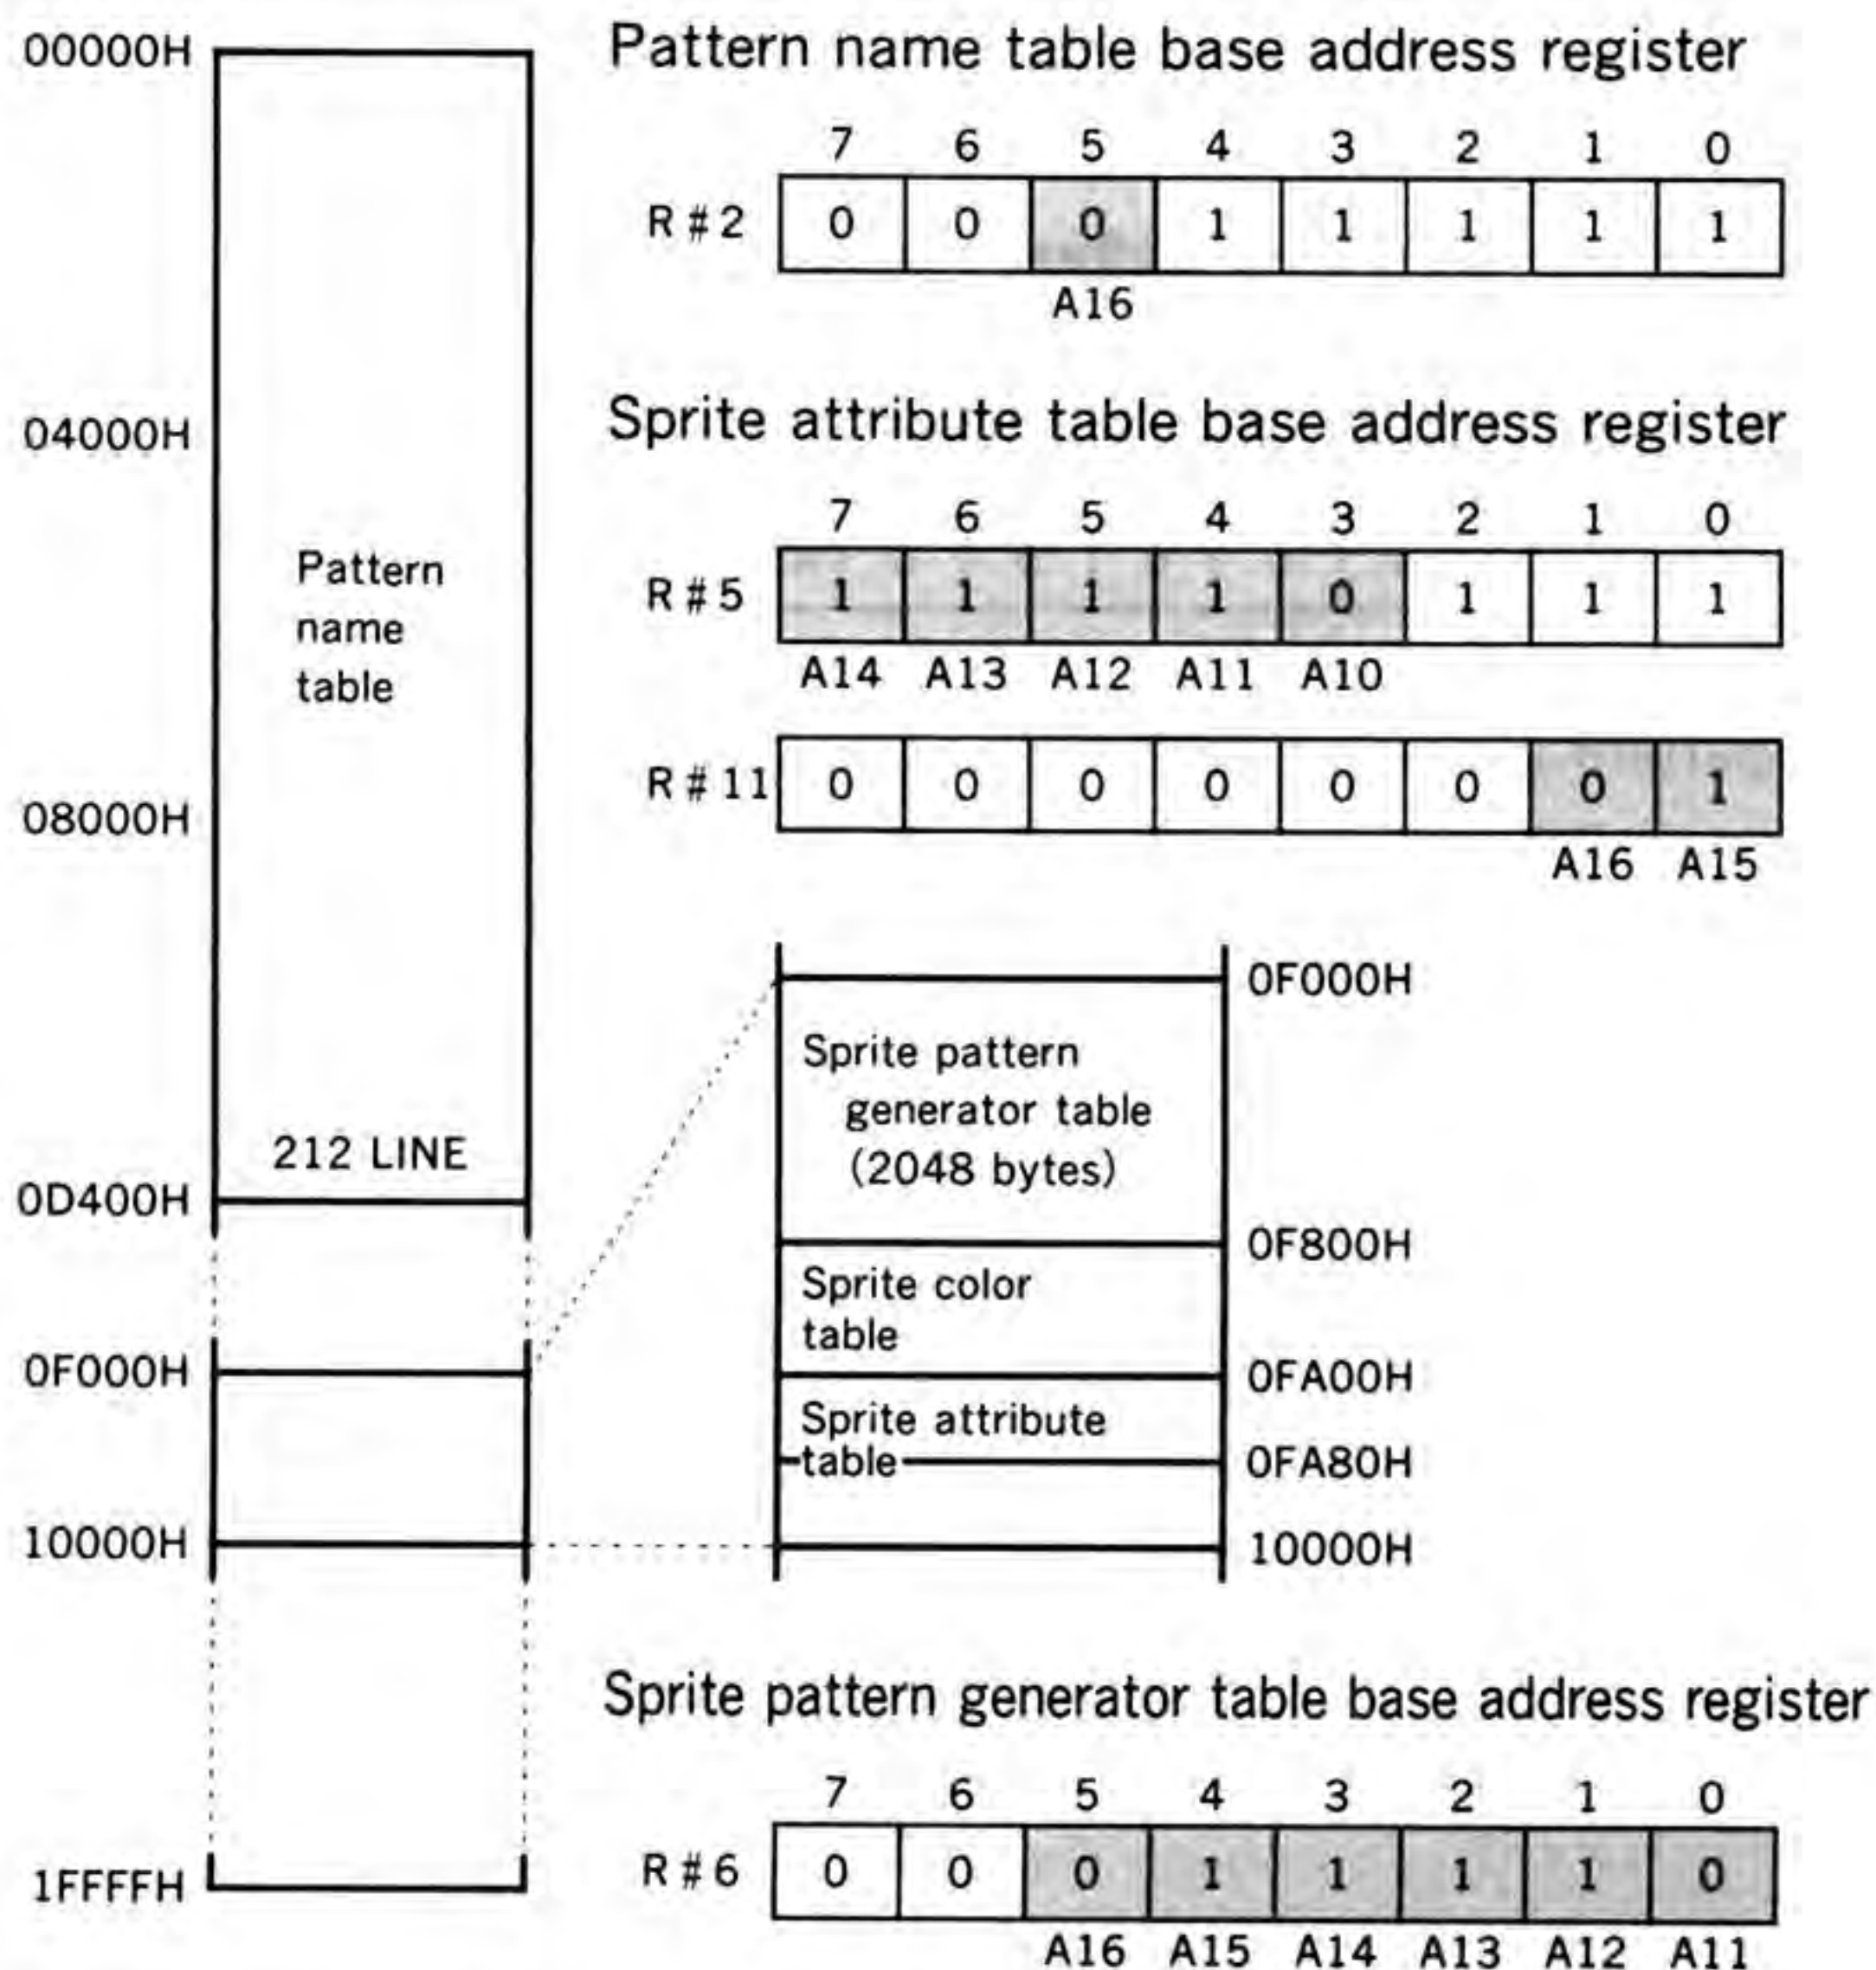 00000H
04000H
Pattern
name
table
08000H
212 LINE
0D400H
0F000H
10000H
1FFFFH
Pattern name table base address register
7 6 5 4 3 2 1 0
R#2 0 0 0 1 1 1 1 1
A16
Sprite attribute table base address register
7 6 5 4 3 2 1 0
R#5 1 1 1 1 0 1 1 1
A14 A13 A12 A11 A10
R#11 0 0 0 0 0 0 0 1
A16 A15
0F000H
Sprite pattern
generator table
(2048 bytes)
0F800H
Sprite color
table
0FA00H
Sprite attribute
table
0FA80H
10000H
Sprite pattern generator table base address register
7 6 5 4 3 2 1 0
R#6 0 0 0 1 1 1 1 0
A16 A15 A14 A13 A12 A11